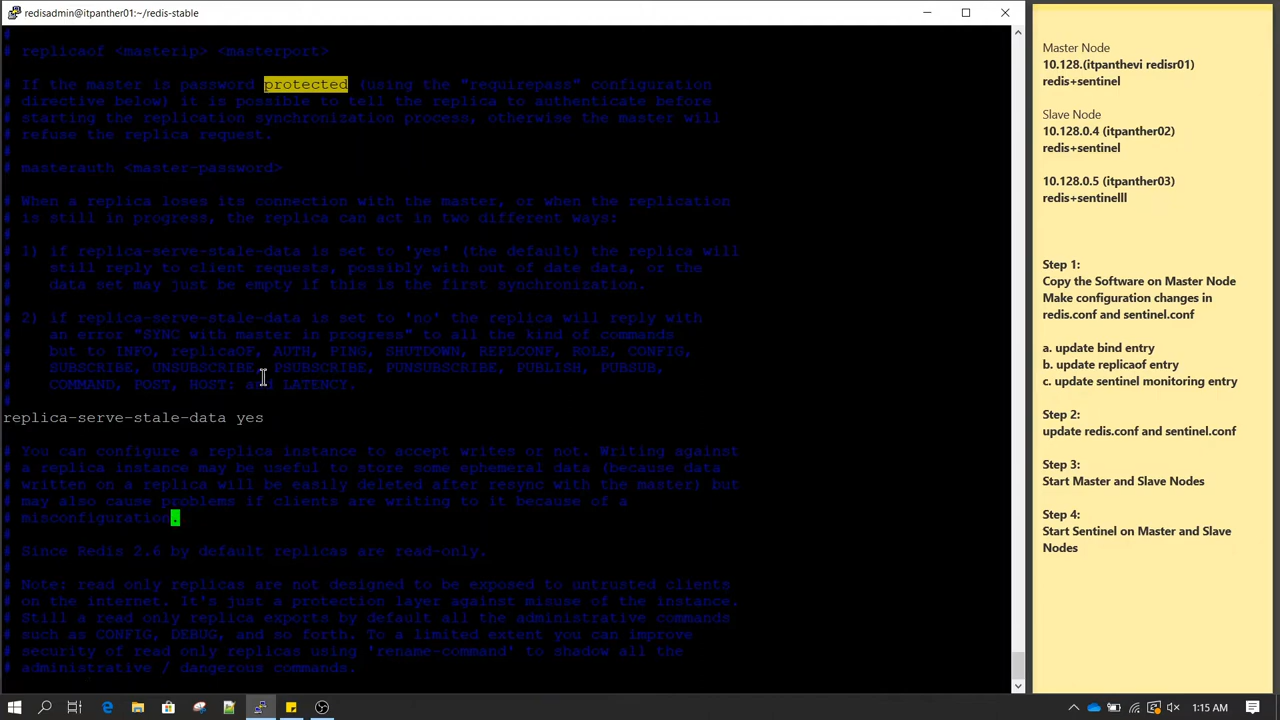 redisadmin@itpanther01:~/redis-stable
#
# replicaof <masterip> <masterport>
# If the master is password protected (using the "requirepass" configuration
# directive below) it is possible to tell the replica to authenticate before
# starting the replication synchronization process, otherwise the master will
# refuse the replica request.
#
# masterauth <master-password>
# When a replica loses its connection with the master, or when the replication
# is still in progress, the replica can act in two different ways:
#
# 1) if replica-serve-stale-data is set to 'yes' (the default) the replica will
#    still reply to client requests, possibly with out of date data, or the
#    data set may just be empty if this is the first synchronization.
#
# 2) if replica-serve-stale-data is set to 'no' the replica will reply with
#    an error "SYNC with master in progress" to all the kind of commands
#    but to INFO, replicaOF, AUTH, PING, SHUTDOWN, REPLCONF, ROLE, CONFIG,
#    SUBSCRIBE, UNSUBSCRIBE, PSUBSCRIBE, PUNSUBSCRIBE, PUBLISH, PUBSUB,
#    COMMAND, POST, HOST: and LATENCY.
#
replica-serve-stale-data yes
# You can configure a replica instance to accept writes or not. Writing against
# a replica instance may be useful to store some ephemeral data (because data
# written on a replica will be easily deleted after resync with the master) but
# may also cause problems if clients are writing to it because of a
# misconfiguration.
#
# Since Redis 2.6 by default replicas are read-only.
#
# Note: read only replicas are not designed to be exposed to untrusted clients
# on the internet. It's just a protection layer against misuse of the instance.
# Still a read only replica exports by default all the administrative commands
# such as CONFIG, DEBUG, and so forth. To a limited extent you can improve
# security of read only replicas using 'rename-command' to shadow all the
# administrative / dangerous commands.
Master Node
10.128.(itpanthevi redisr01)
redis+sentinel
Slave Node
10.128.0.4 (itpanther02)
redis+sentinel
10.128.0.5 (itpanther03)
redis+sentinelll
Step 1:
Copy the Software on Master Node
Make configuration changes in
redis.conf and sentinel.conf
a. update bind entry
b. update replicaof entry
c. update sentinel monitoring entry
Step 2:
update redis.conf and sentinel.conf
Step 3:
Start Master and Slave Nodes
Step 4:
Start Sentinel on Master and Slave
Nodes
1:15 AM